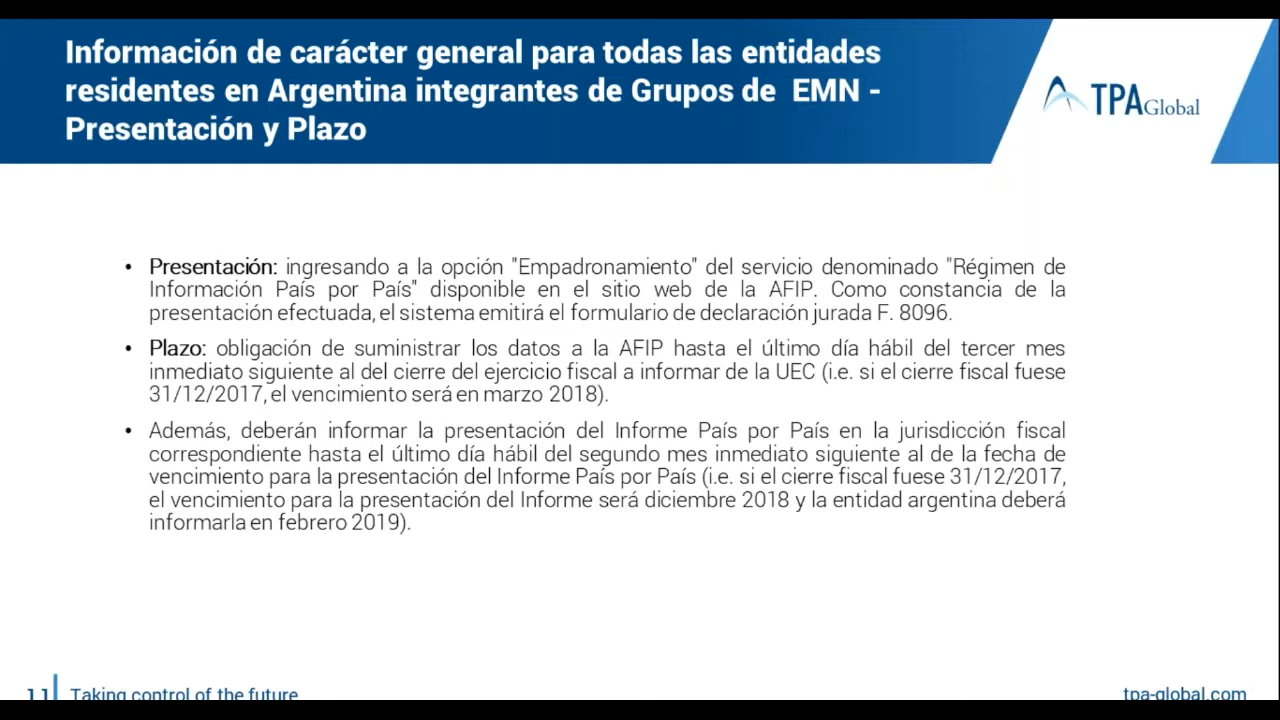 Información de carácter general para todas las entidades
residentes en Argentina integrantes de Grupos de EMN -
Presentación y Plazo
TPA Global
• Presentación: ingresando a la opción "Empadronamiento" del servicio denominado "Régimen de
Información País por País" disponible en el sitio web de la AFIP. Como constancia de la
presentación efectuada, el sistema emitirá el formulario de declaración jurada F. 8096.
• Plazo: obligación de suministrar los datos a la AFIP hasta el último día hábil del tercer mes
inmediato siguiente al del cierre del ejercicio fiscal a informar de la UEC (i.e. si el cierre fiscal fuese
31/12/2017, el vencimiento será en marzo 2018).
• Además, deberán informar la presentación del Informe País por País en la jurisdicción fiscal
correspondiente hasta el último día hábil del segundo mes inmediato siguiente al de la fecha de
vencimiento para la presentación del Informe País por País (i.e. si el cierre fiscal fuese 31/12/2017,
el vencimiento para la presentación del Informe será diciembre 2018 y la entidad argentina deberá
informarla en febrero 2019).
11 Taking control of the future
tpa-global.com